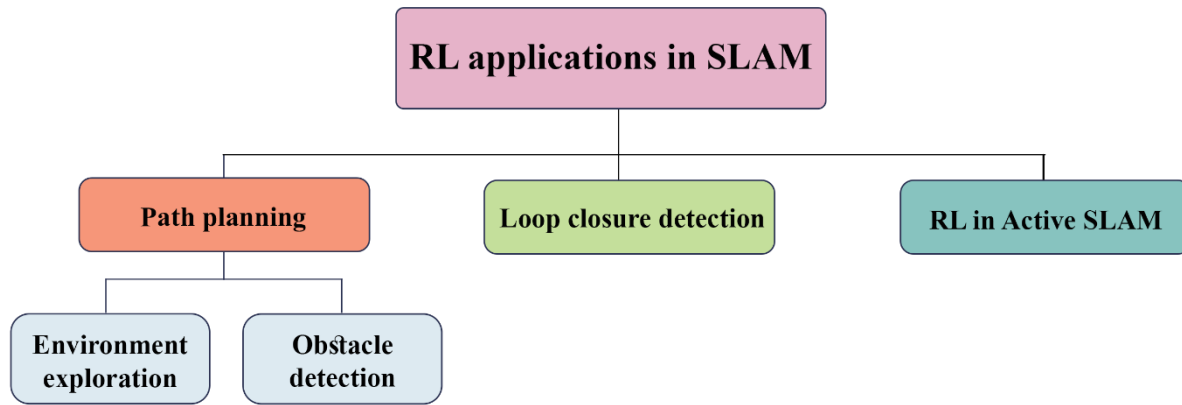 RL applications in SLAM
Path planning
Loop closure detection
RL in Active SLAM
Environment
exploration
Obstacle
detection